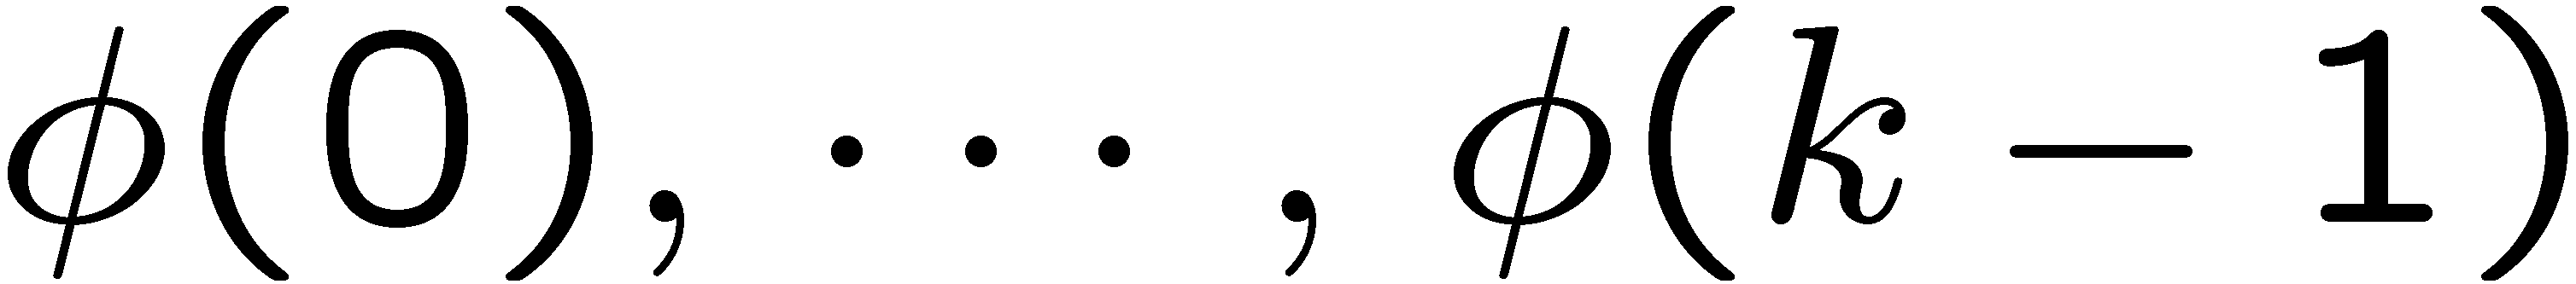 ϕ(0), ⋯ , ϕ(k − 1)